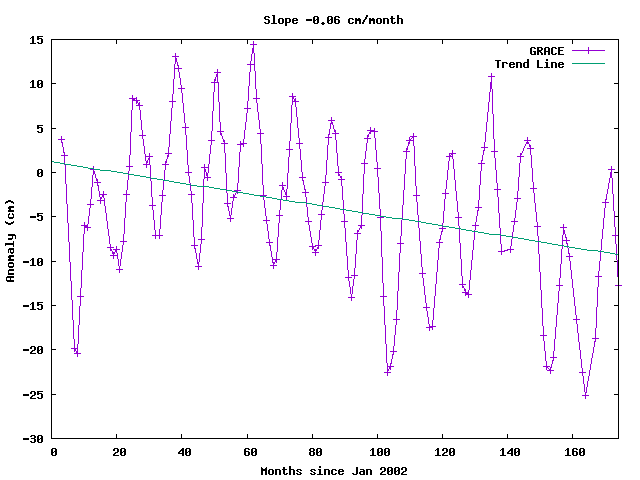 Slope -0.06 cm/month
GRACE
Trend Line
15
10
5
0
-5
-10
-15
-20
-25
-30
Anomaly (cm)
0 20 40 60 80 100 120 140 160
Months since Jan 2002